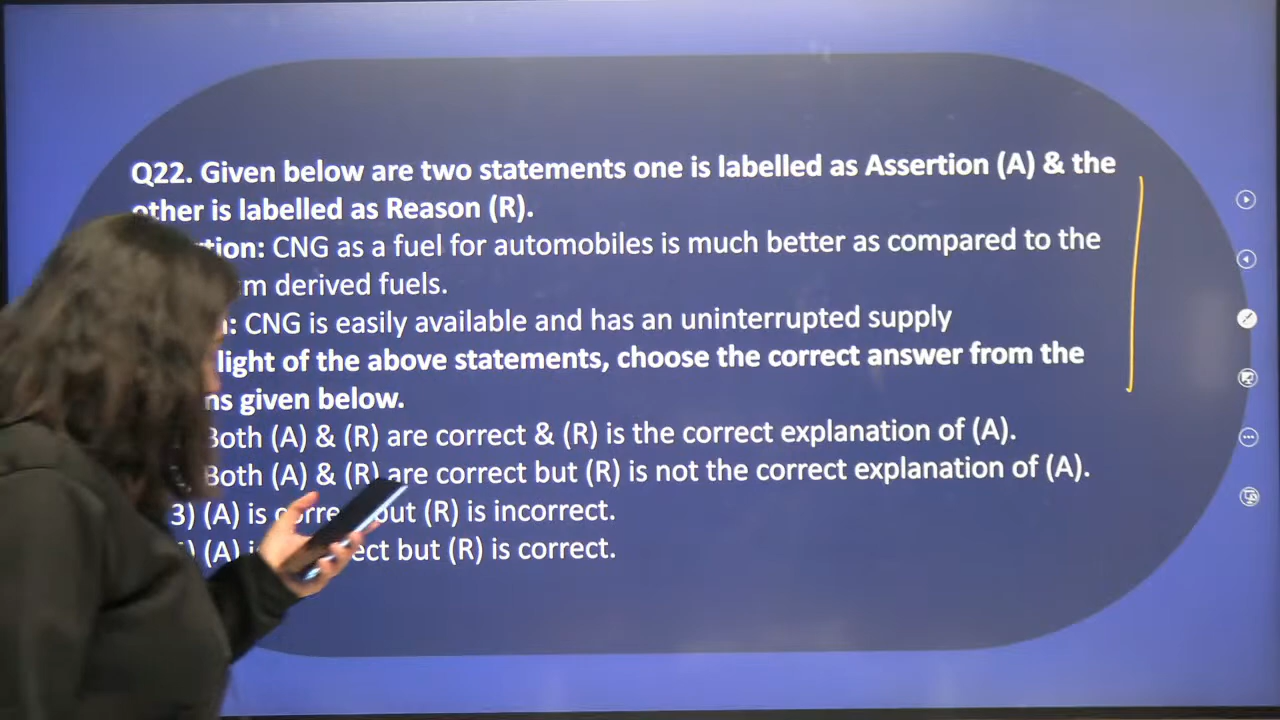 Q22. Given below are two statements one is labelled as Assertion (A) & the
other is labelled as Reason (R).
CNG as a fuel for automobiles is much better as compared to the
derived fuels.
CNG is easily available and has an uninterrupted supply
light of the above statements, choose the correct answer from the
given below.
Both (A) & (R) are correct & (R) is the correct explanation of (A).
Both (A) & (R) are correct but (R) is not the correct explanation of (A).
3) (A) is but (R) is incorrect.
(A) but (R) is correct.